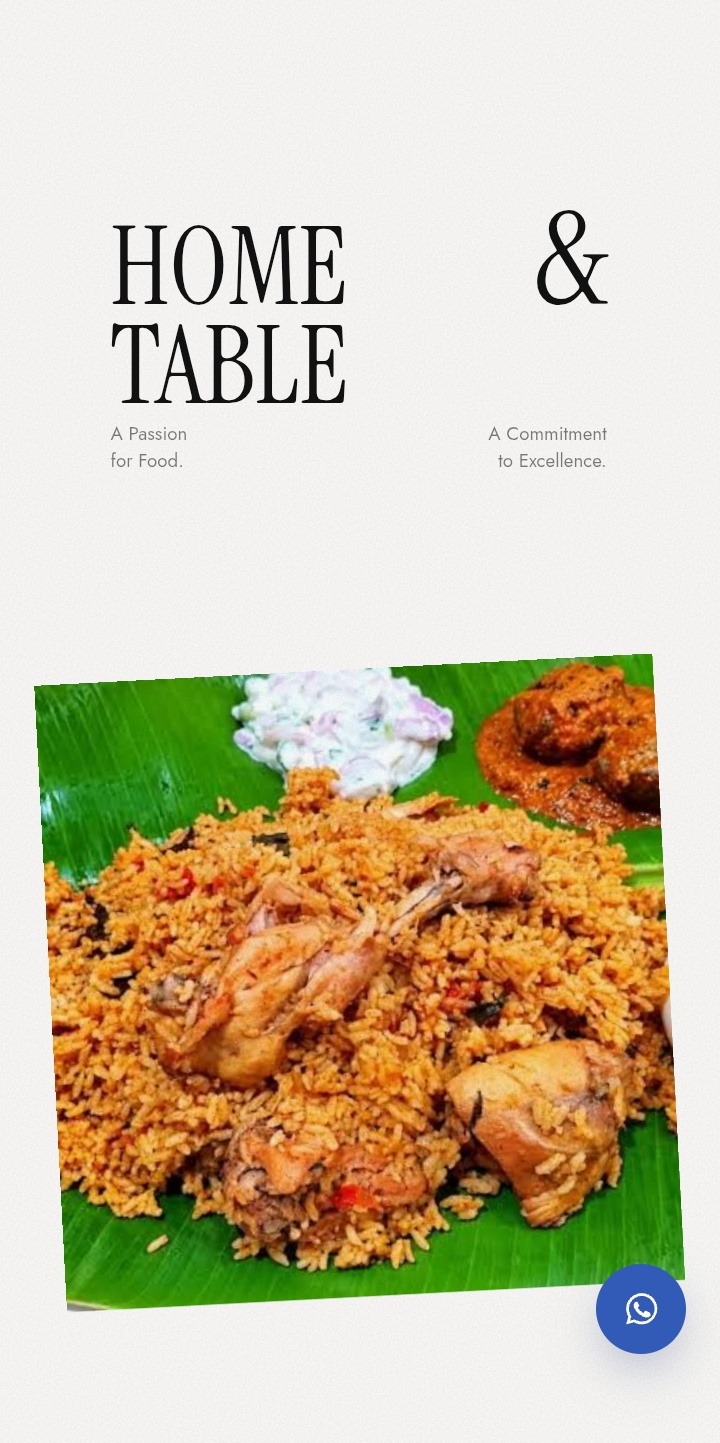 HOME &
TABLE
A Passion
for Food.
A Commitment
to Excellence.